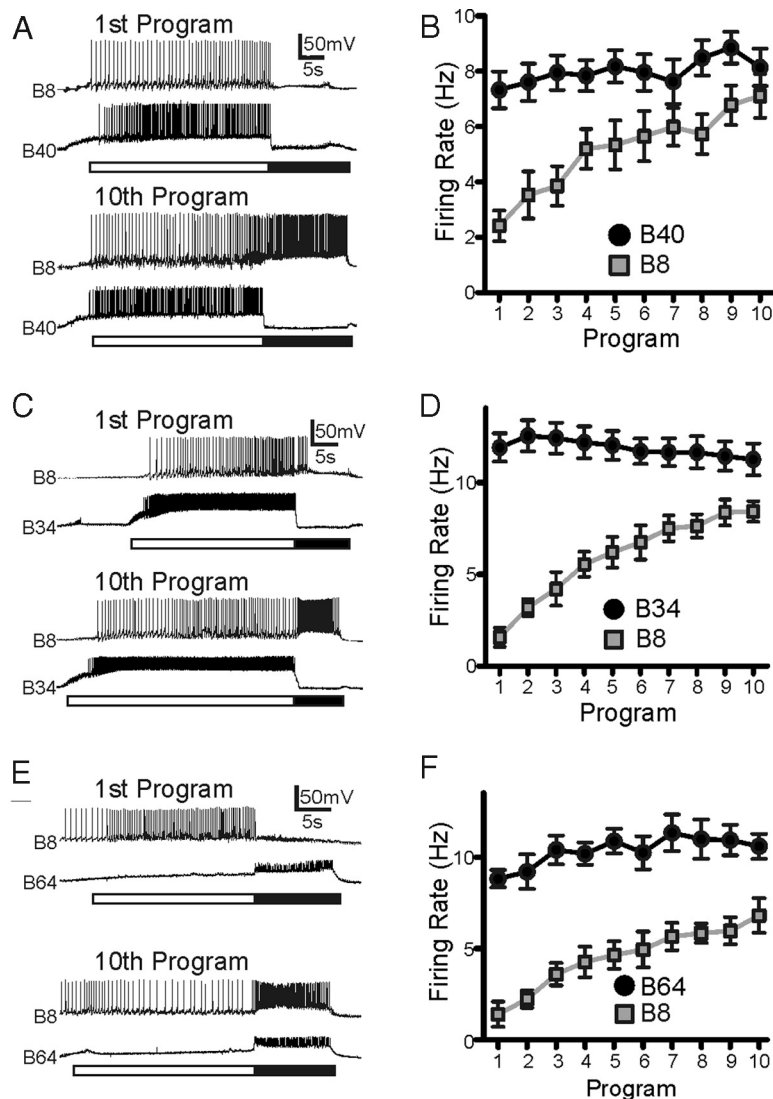 A
1st Program
50mV
5s
B8
B40
10th Program
B8
B40
B
Firing Rate (Hz)
10
8
6
4
2
0
B40
B8
1 2 3 4 5 6 7 8 9 10
Program
C
1st Program
50mV
5s
B8
B34
10th Program
B8
B34
D
Firing Rate (Hz)
10
5
0
B34
B8
1 2 3 4 5 6 7 8 9 10
Program
E
1st Program
50mV
5s
B8
B64
10th Program
B8
B64
F
Firing Rate (Hz)
10
5
0
B64
B8
1 2 3 4 5 6 7 8 9 10
Program